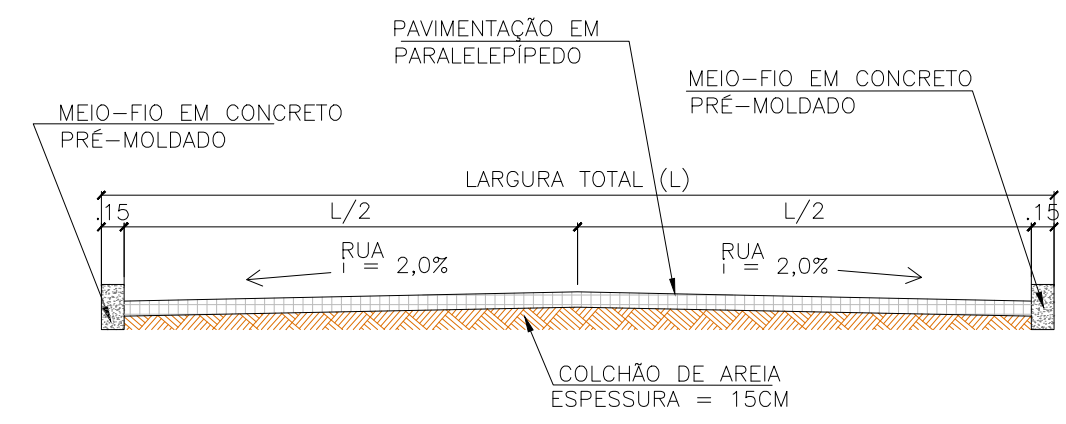 PAVIMENTAÇÃO EM
PARALELEPÍPEDO
MEIO-FIO EM CONCRETO
PRÉ-MOLDADO
MEIO-FIO EM CONCRETO
PRÉ-MOLDADO
LARGURA TOTAL (L)
.15
L/2
L/2
.15
RUA
i = 2,0%
RUA
i = 2,0%
COLCHÃO DE AREIA
ESPESSURA = 15CM